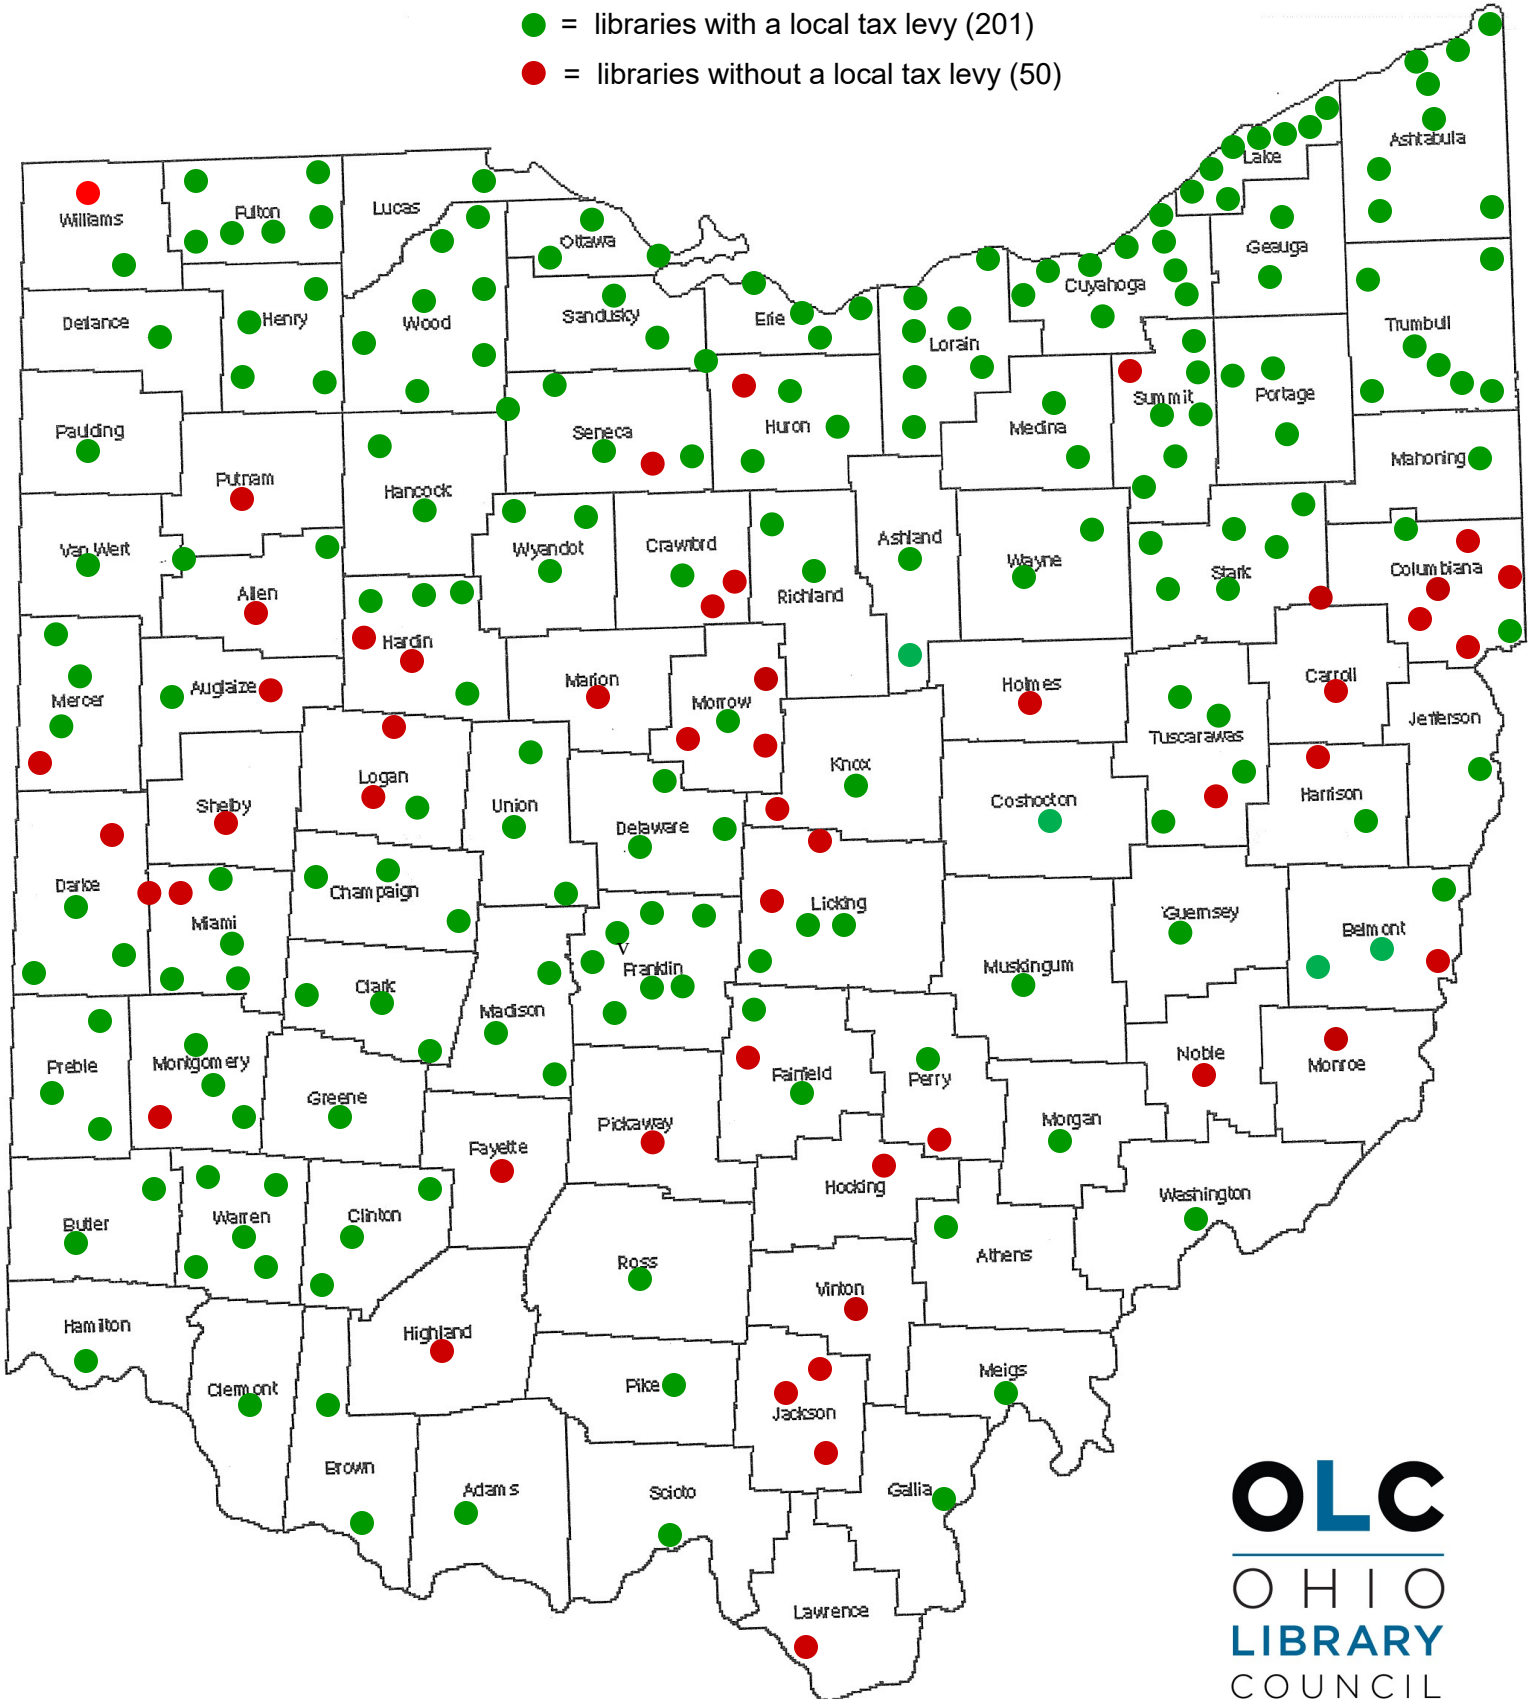 = libraries with a local tax levy (201)
= libraries without a local tax levy (50)
Ashtabula
Lake
Williams
Fulton
Lucas
Ottawa
Geauga
Cuyahoga
Defiance
Henry
Wood
Sandusky
Erie
Lorain
Trumbull
Summit
Portage
Paulding
Seneca
Huron
Medina
Mahoning
Putnam
Hancock
Van Wert
Wyandot
Crawford
Ashland
Wayne
Stark
Columbiana
Allen
Richland
Hardin
Mercer
Auglaize
Marion
Morrow
Holmes
Carroll
Jefferson
Tuscarawas
Logan
Knox
Shelby
Union
Coshocton
Harrison
Delaware
Darke
Champaign
Licking
Miami
Guernsey
Belmont
V
Franklin
Clark
Muskingum
Madison
Preble
Montgomery
Noble
Monroe
Fairfield
Perry
Greene
Pickaway
Morgan
Fayette
Hocking
Washington
Butler
Warren
Clinton
Ross
Athens
Vinton
Hamilton
Highland
Meigs
Clermont
Pike
Jackson
Brown
Adams
Scioto
Gallia
Lawrence
OLC
OHIO
LIBRARY
COUNCIL